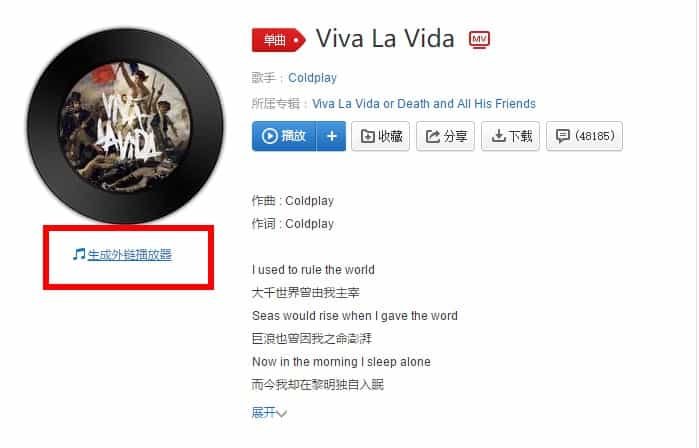 单曲
Viva La Vida
MV
歌手：Coldplay
所属专辑：Viva La Vida or Death and All His Friends
播放 + 收藏 分享 下载 (48185)
VIVA
LA VIDA
生成外链播放器
作曲 : Coldplay
作词 : Coldplay
I used to rule the world
大千世界曾由我主宰
Seas would rise when I gave the word
巨浪也曾因我之命澎湃
Now in the morning I sleep alone
而今我却在黎明独自入眠
展开